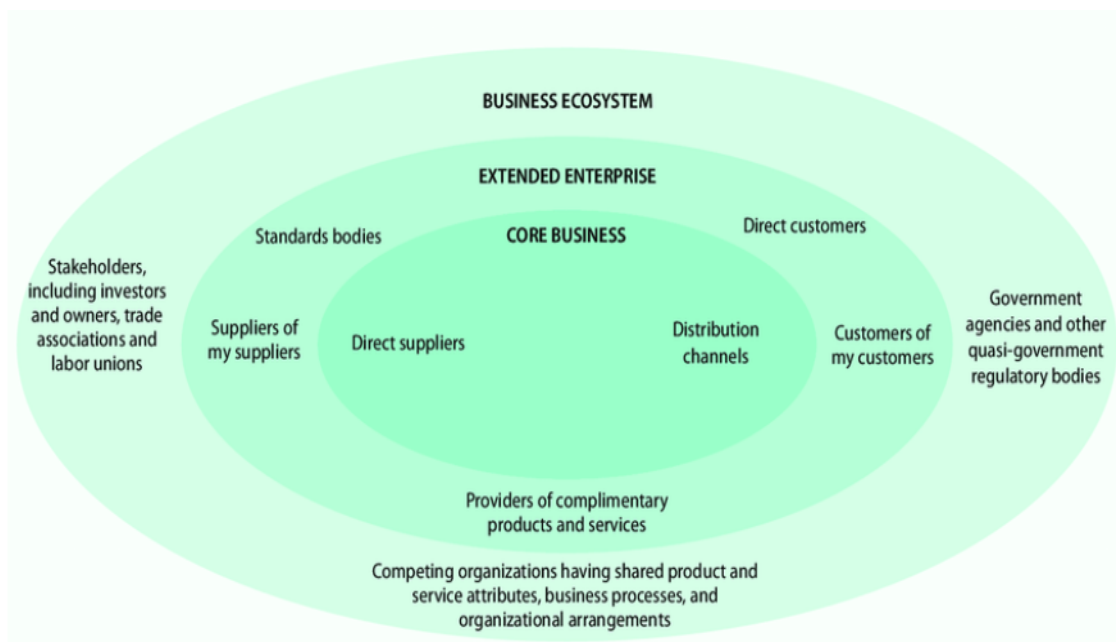 BUSINESS ECOSYSTEM
EXTENDED ENTERPRISE
CORE BUSINESS
Standards bodies
Direct customers
Stakeholders,
including investors
and owners, trade
associations and
labor unions
Suppliers of
my suppliers
Direct suppliers
Distribution
channels
Customers of
my customers
Government
agencies and other
quasi-government
regulatory bodies
Providers of complimentary
products and services
Competing organizations having shared product and
service attributes, business processes, and
organizational arrangements